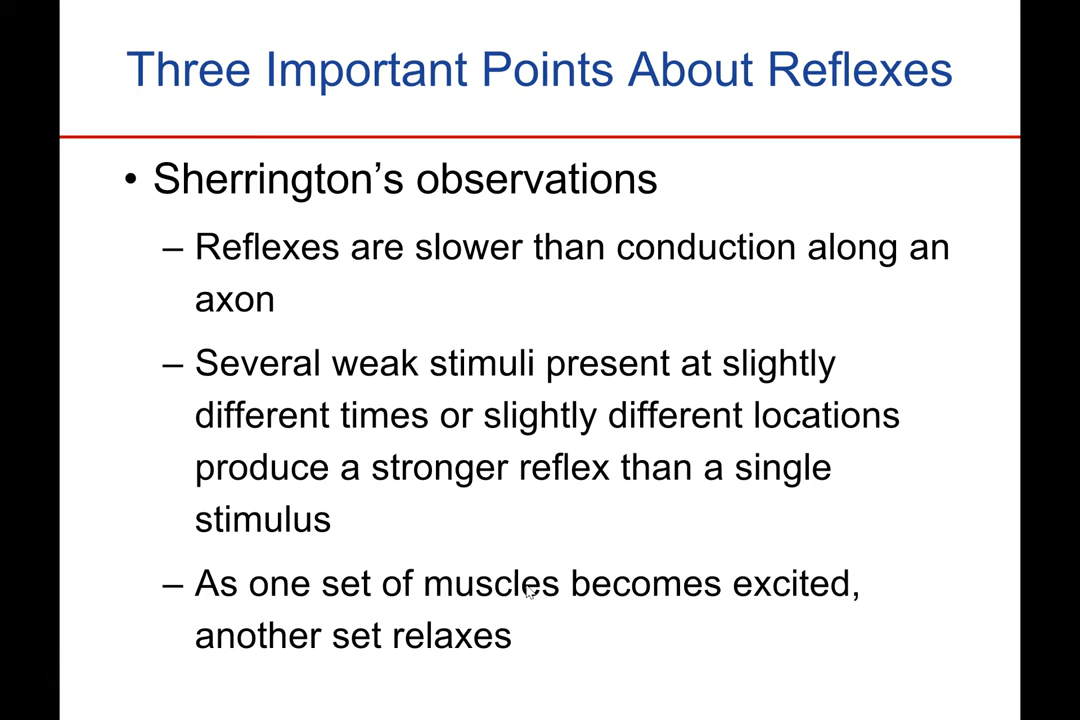 Three Important Points About Reflexes
• Sherrington’s observations
– Reflexes are slower than conduction along an
axon
– Several weak stimuli present at slightly
different times or slightly different locations
produce a stronger reflex than a single
stimulus
– As one set of muscles becomes excited,
another set relaxes